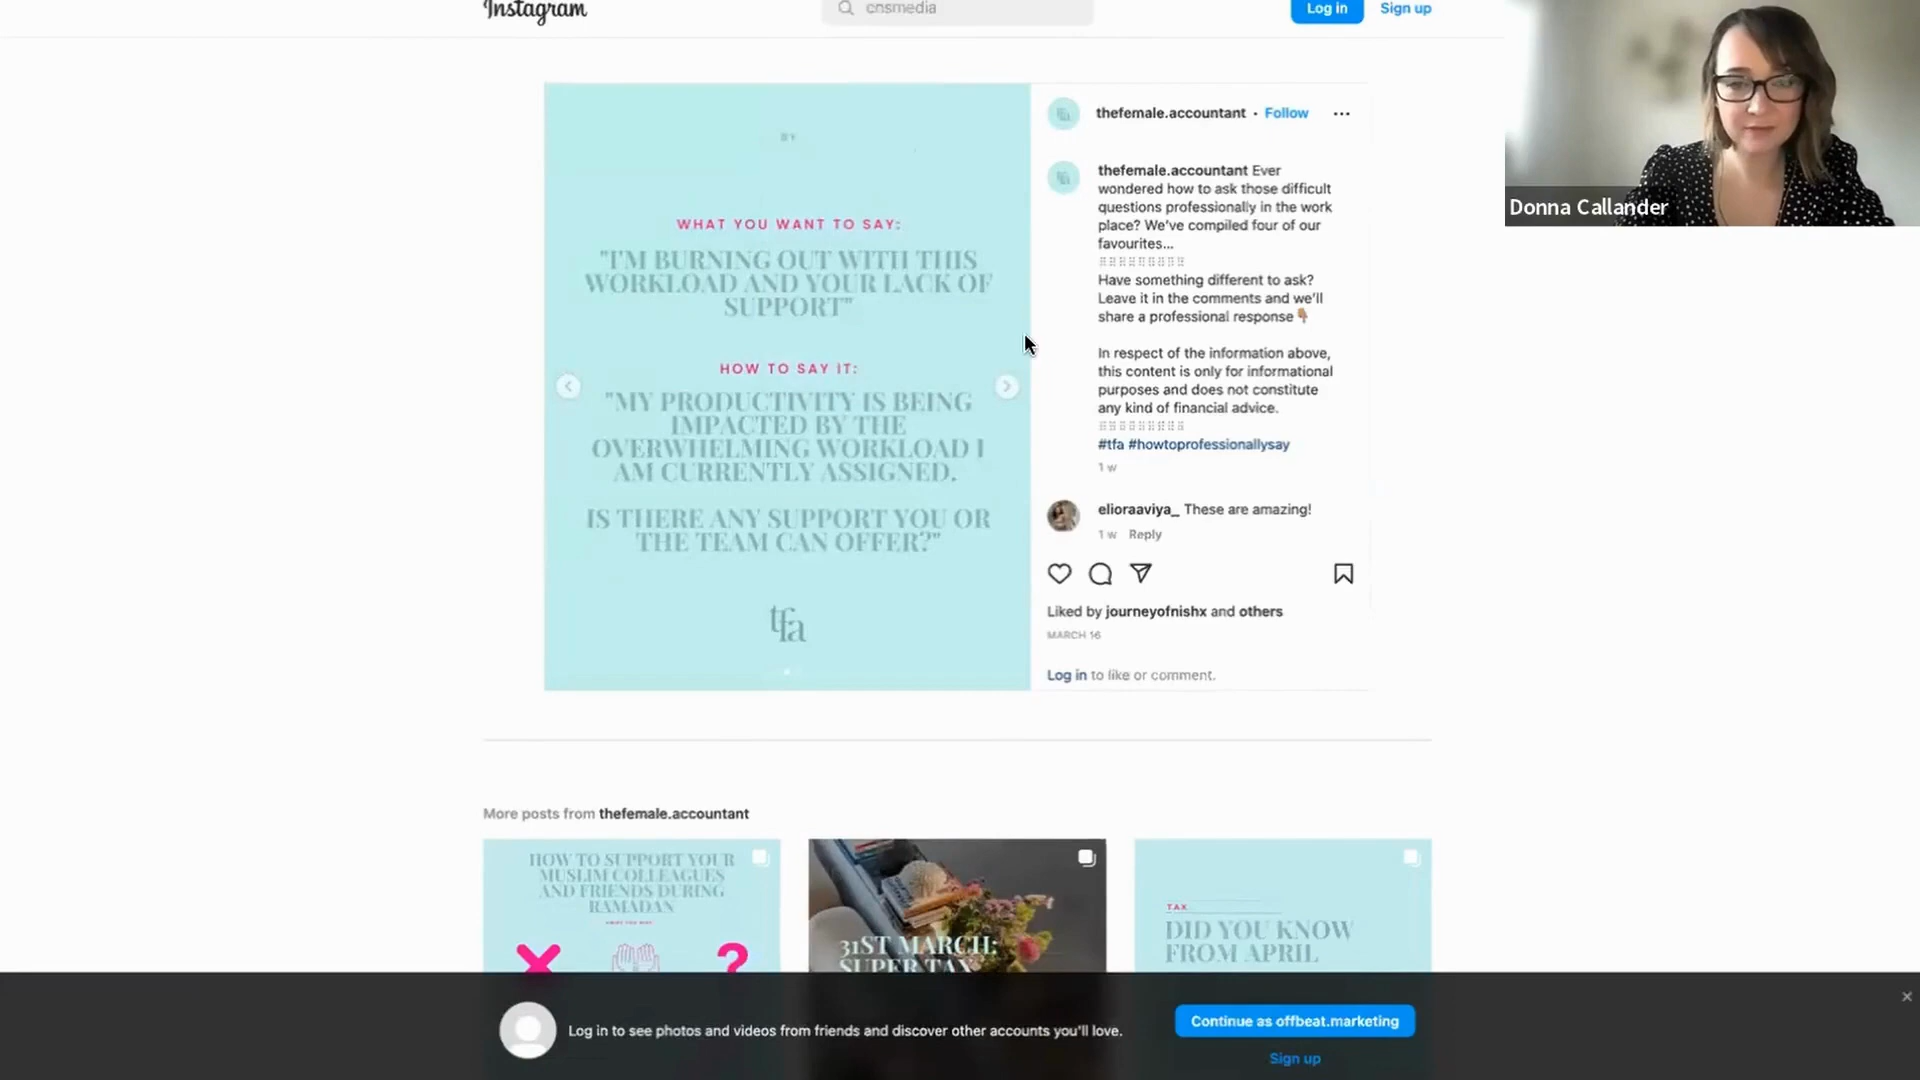 Instagram
cnsmedia
Log in
Sign up
Donna Callander
BY
WHAT YOU WANT TO SAY:
"I'M BURNING OUT WITH THIS
WORKLOAD AND YOUR LACK OF
SUPPORT"
HOW TO SAY IT:
"MY PRODUCTIVITY IS BEING
IMPACTED BY THE
OVERWHELMING WORKLOAD I
AM CURRENTLY ASSIGNED.
IS THERE ANY SUPPORT YOU OR
THE TEAM CAN OFFER?"
tfa
thefemale.accountant • Follow
thefemale.accountant Ever
wondered how to ask those difficult
questions professionally in the work
place? We've compiled four of our
favourites...
Have something different to ask?
Leave it in the comments and we'll
share a professional response
In respect of the information above,
this content is only for informational
purposes and does not constitute
any kind of financial advice.
#tfa #howtoprofessionallysay
1 w
elioraaviya_ These are amazing!
1 w Reply
Liked by journeyofnishx and others
MARCH 16
Log in to like or comment.
More posts from thefemale.accountant
HOW TO SUPPORT YOUR
MUSLIM COLLEAGUES
AND FRIENDS DURING
RAMADAN
31ST MARCH:
SUPER TAX
TAX
DID YOU KNOW
FROM APRIL
Log in to see photos and videos from friends and discover other accounts you'll love.
Continue as offbeat.marketing
Sign up